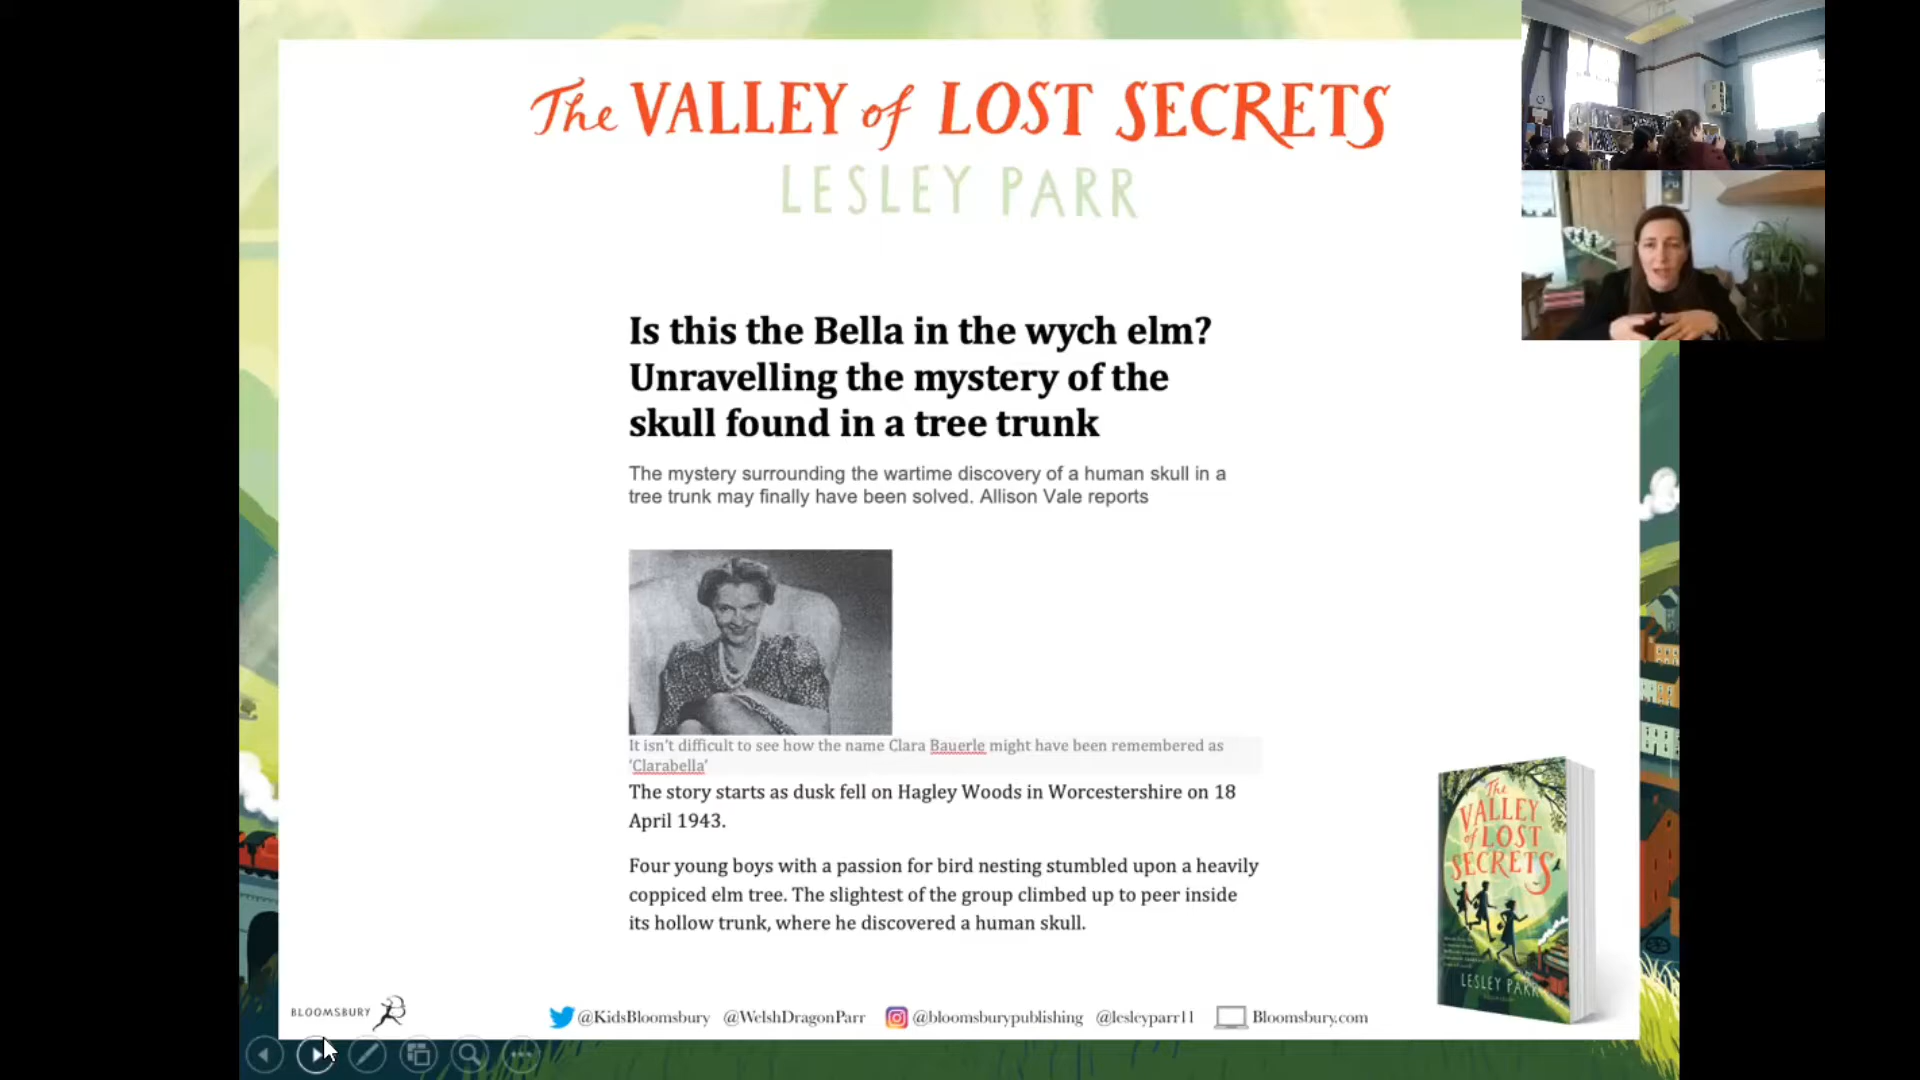 The VALLEY of LOST SECRETS
LESLEY PARR
Is this the Bella in the wych elm?
Unravelling the mystery of the
skull found in a tree trunk
The mystery surrounding the wartime discovery of a human skull in a
tree trunk may finally have been solved. Allison Vale reports
It isn't difficult to see how the name Clara Bauerle might have been remembered as
'Clarabella'
The story starts as dusk fell on Hagley Woods in Worcestershire on 18
April 1943.
Four young boys with a passion for bird nesting stumbled upon a heavily
coppiced elm tree. The slightest of the group climbed up to peer inside
its hollow trunk, where he discovered a human skull.
The
VALLEY
of LOST
SECRETS
LESLEY PARR
BLOOMSBURY
@KidsBloomsbury @WelshDragonParr @bloomsburypublishing @lesleyparr11 Bloomsbury.com